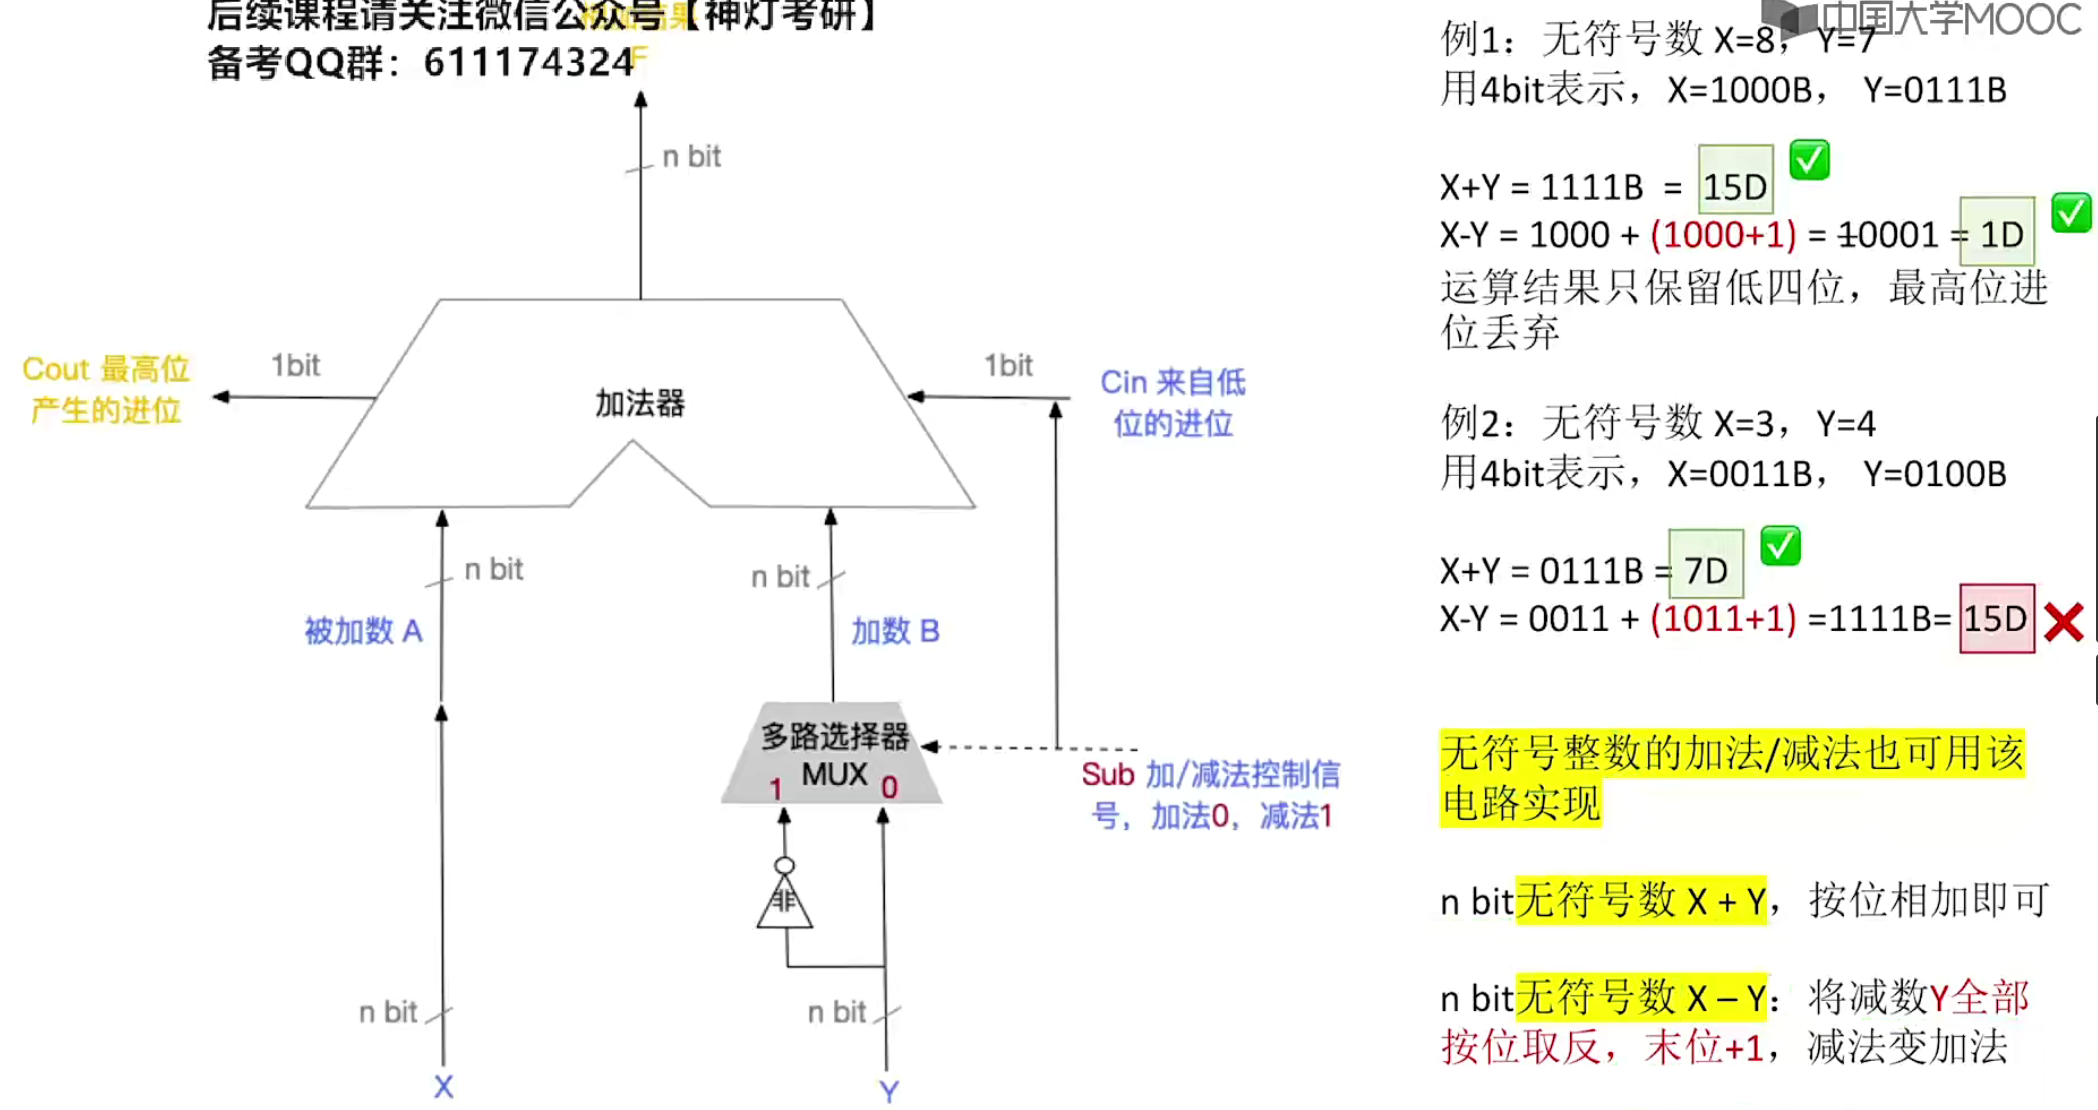 后续课程请关注微信公众号【神灯考研】
备考QQ群：611174324
F
n bit
Cout 最高位
产生的进位
1bit
加法器
1bit
Cin 来自低
位的进位
n bit
被加数 A
n bit
加数 B
多路选择器
MUX
1
0
Sub 加/减法控制信
号，加法0，减法1
非
n bit
X
n bit
Y
中国大学MOOC
例1：无符号数 X=8，Y=7
用4bit表示，X=1000B， Y=0111B
X+Y = 1111B = 15D
X-Y = 1000 + (1000+1) = 10001 = 1D
运算结果只保留低四位，最高位进
位丢弃
例2：无符号数 X=3，Y=4
用4bit表示，X=0011B， Y=0100B
X+Y = 0111B = 7D
X-Y = 0011 + (1011+1) =1111B= 15D
无符号整数的加法/减法也可用该
电路实现
n bit无符号数 X + Y，按位相加即可
n bit无符号数 X – Y：将减数Y全部
按位取反，末位+1，减法变加法